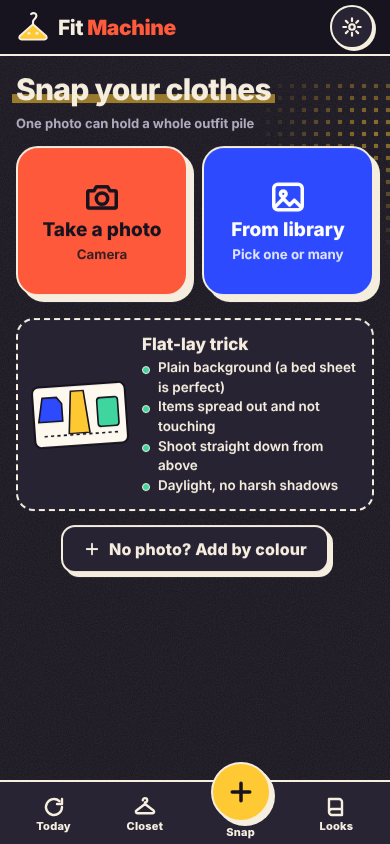 Fit Machine
Snap your clothes
One photo can hold a whole outfit pile
Take a photo
Camera
From library
Pick one or many
Flat-lay trick
Plain background (a bed sheet
is perfect)
Items spread out and not
touching
Shoot straight down from
above
Daylight, no harsh shadows
No photo? Add by colour
Today
Closet
Snap
Looks